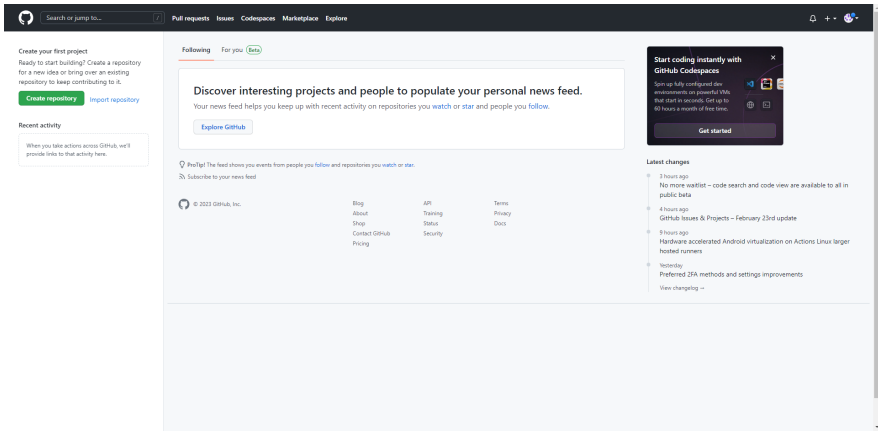 Search or jump to... /
Pull requests Issues Codespaces Marketplace Explore
Create your first project
Ready to start building? Create a repository
for a new idea or bring over an existing
repository to keep contributing to it.
Create repository Import repository
Recent activity
When you take actions across GitHub, we'll
provide links to that activity here.
Following For you Beta
Discover interesting projects and people to populate your personal news feed.
Your news feed helps you keep up with recent activity on repositories you watch or star and people you follow.
Explore GitHub
ProTip! The feed shows you events from people you follow and repositories you watch or star.
Subscribe to your news feed
© 2023 GitHub, Inc.
Blog
About
Shop
Contact GitHub
Pricing
API
Training
Status
Security
Terms
Privacy
Docs
Start coding instantly with
GitHub Codespaces
Spin up fully configured dev
environments on powerful VMs
that start in seconds. Get up to
60 hours a month of free time.
Get started
Latest changes
3 hours ago
No more waitlist – code search and code view are available to all in
public beta
4 hours ago
GitHub Issues & Projects – February 23rd update
9 hours ago
Hardware accelerated Android virtualization on Actions Linux larger
hosted runners
Yesterday
Preferred 2FA methods and settings improvements
View changelog →